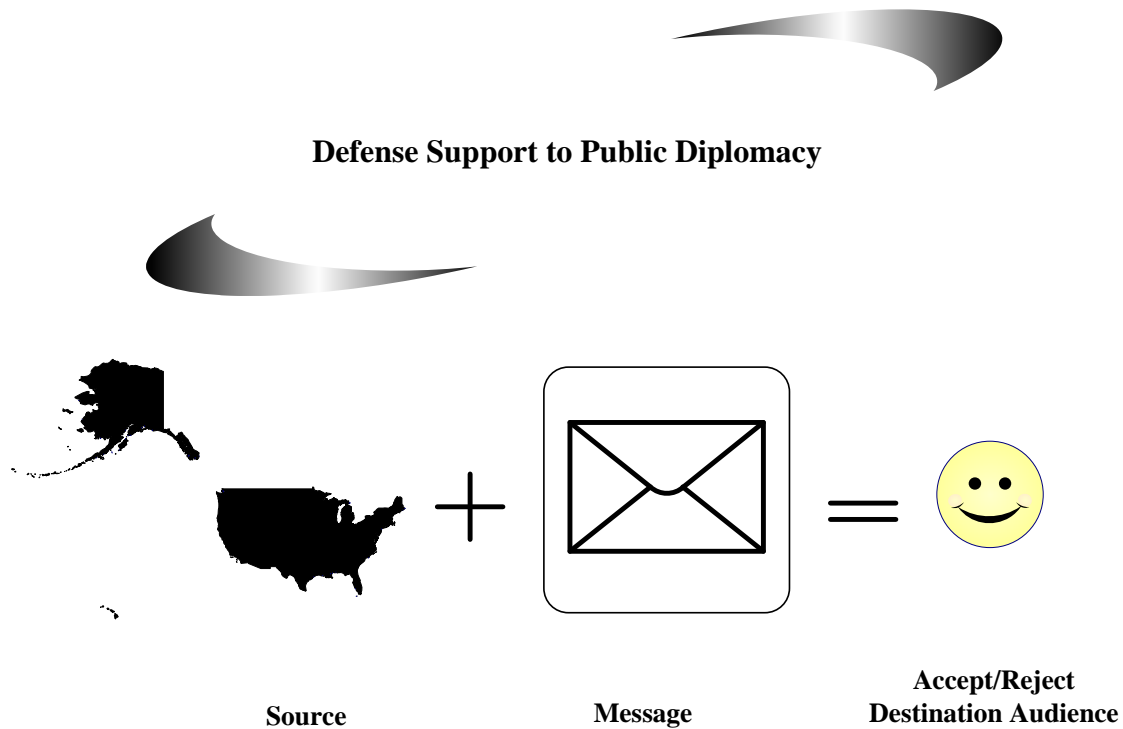 Defense Support to Public Diplomacy
Source
Message
Accept/Reject
Destination Audience